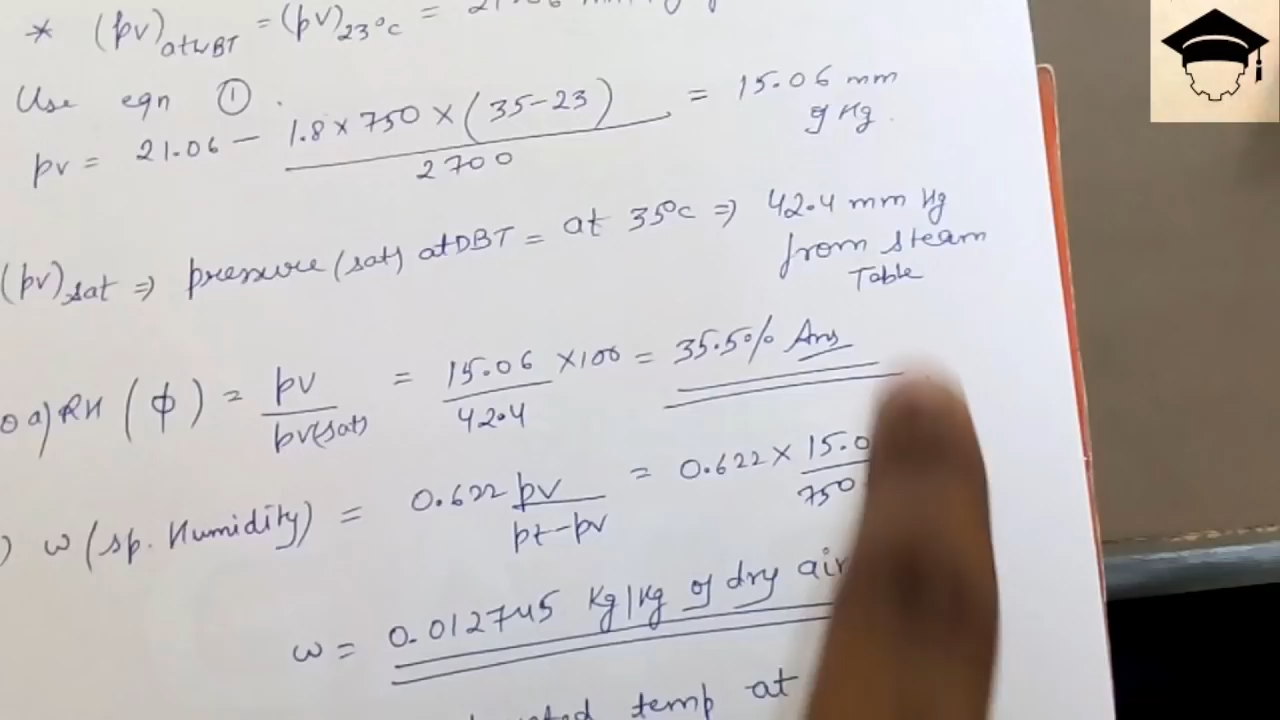 * (pv)atWBT = (pv)23°c =
Use eqn ①.
pv = 21.06 - 1.8 × 750 × (35-23) / 2700 = 15.06 mm of Hg.
(pv)sat => pressure (sat) at DBT = at 35°c => 42.4 mm Hg
from steam
Table
a) RH (ϕ) = pv / pv(sat) = 15.06 / 42.4 ×100 = 35.5% Ans
) ω (sp. Humidity) = 0.622 pv / pt-pv = 0.622 × 15.0 / 750
ω = 0.012745 Kg/Kg of dry air
temp at